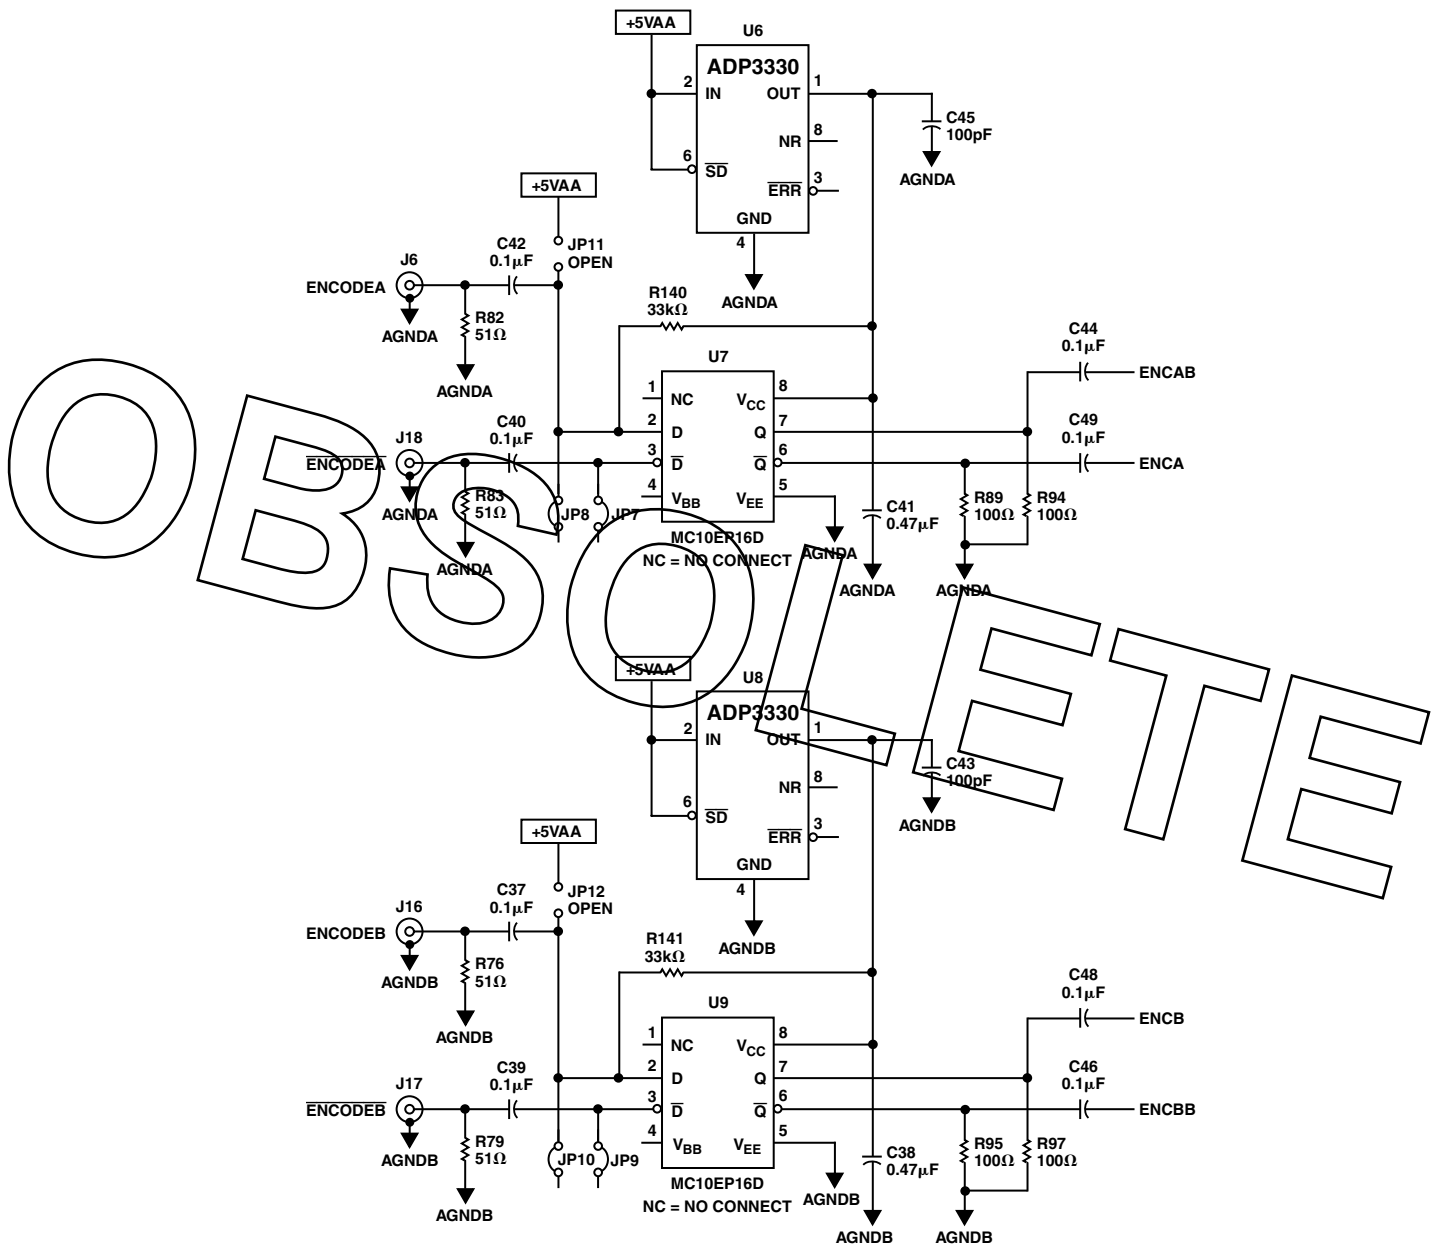 +5VAA
U6
ADP3330
2 IN OUT 1
NR 8
6 SD
ERR 3
GND
4
AGNDA
C45
100pF
AGNDA
+5VAA
JP11
OPEN
C42
0.1μF
J6
ENCODEA
AGNDA
R82
51Ω
AGNDA
R140
33kΩ
U7
1 NC VCC 8
2 D Q 7
3 D Q 6
4 VBB VEE 5
MC10EP16D
NC = NO CONNECT
AGNDA
C44
0.1μF
ENCAB
C49
0.1μF
ENCA
C40
0.1μF
J18
ENCODEA
AGNDA
R83
51Ω
AGNDA
JP8
JP7
C41
0.47μF
AGNDA
R89
100Ω
R94
100Ω
AGNDA
OBSOLETE
+5VAA
U8
ADP3330
2 IN OUT 1
NR 8
6 SD
ERR 3
GND
4
AGNDB
C43
100pF
AGNDB
+5VAA
JP12
OPEN
C37
0.1μF
J16
ENCODEB
AGNDB
R76
51Ω
AGNDB
R141
33kΩ
U9
1 NC VCC 8
2 D Q 7
3 D Q 6
4 VBB VEE 5
MC10EP16D
NC = NO CONNECT
AGNDB
C48
0.1μF
ENCB
C46
0.1μF
ENCBB
C39
0.1μF
J17
ENCODEB
AGNDB
R79
51Ω
AGNDB
JP10
JP9
C38
0.47μF
AGNDB
R95
100Ω
R97
100Ω
AGNDB